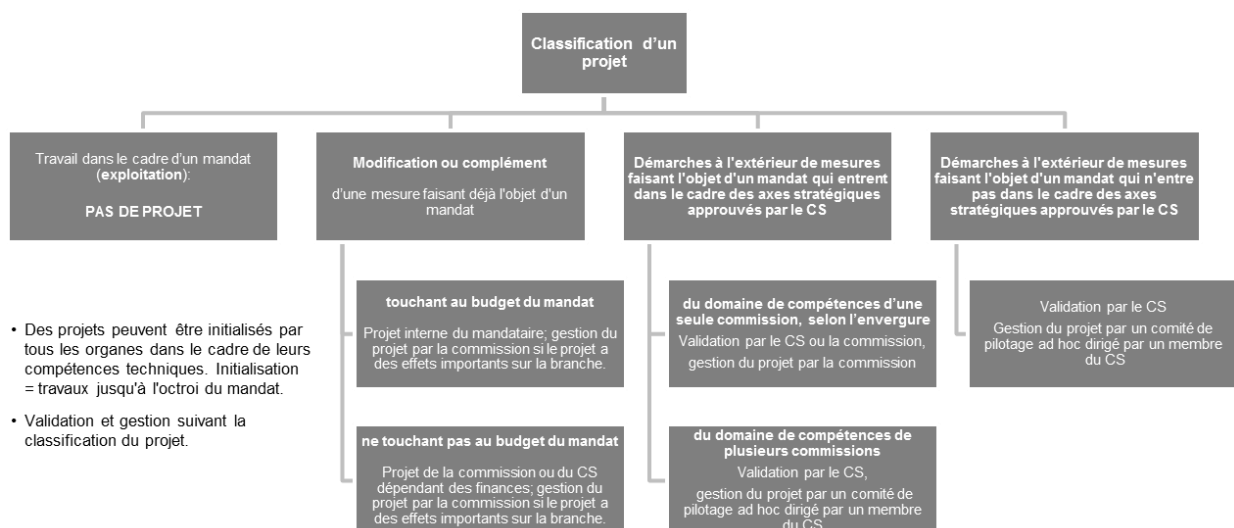 Classification d'un
projet
Travail dans le cadre d'un mandat
(exploitation):
PAS DE PROJET
Modification ou complément
d'une mesure faisant déjà l'objet d'un
mandat
Démarches à l'extérieur de mesures
faisant l'objet d'un mandat qui entrent
dans le cadre des axes stratégiques
approuvés par le CS
Démarches à l'extérieur de mesures
faisant l'objet d'un mandat qui n'entre
pas dans le cadre des axes
stratégiques approuvés par le CS
• Des projets peuvent être initialisés par
tous les organes dans le cadre de leurs
compétences techniques. Initialisation
= travaux jusqu'à l'octroi du mandat.
• Validation et gestion suivant la
classification du projet.
touchant au budget du mandat
Projet interne du mandataire; gestion du
projet par la commission si le projet a
des effets importants sur la branche.
ne touchant pas au budget du mandat
Projet de la commission ou du CS
dépendant des finances; gestion du
projet par la commission si le projet a
des effets importants sur la branche.
du domaine de compétences d'une
seule commission, selon l'envergure
Validation par le CS ou la commission,
gestion du projet par la commission
du domaine de compétences de
plusieurs commissions
Validation par le CS,
gestion du projet par un comité de
pilotage ad hoc dirigé par un membre
du CS
Validation par le CS
Gestion du projet par un comité de
pilotage ad hoc dirigé par un membre
du CS